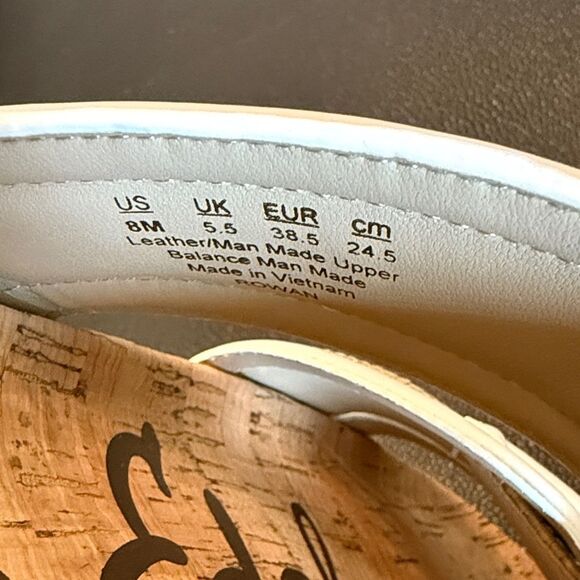 US UK EUR cm
8M 5.5 38.5 24.5
Leather/Man Made Upper
Balance Man Made
Made in Vietnam
ROWAN